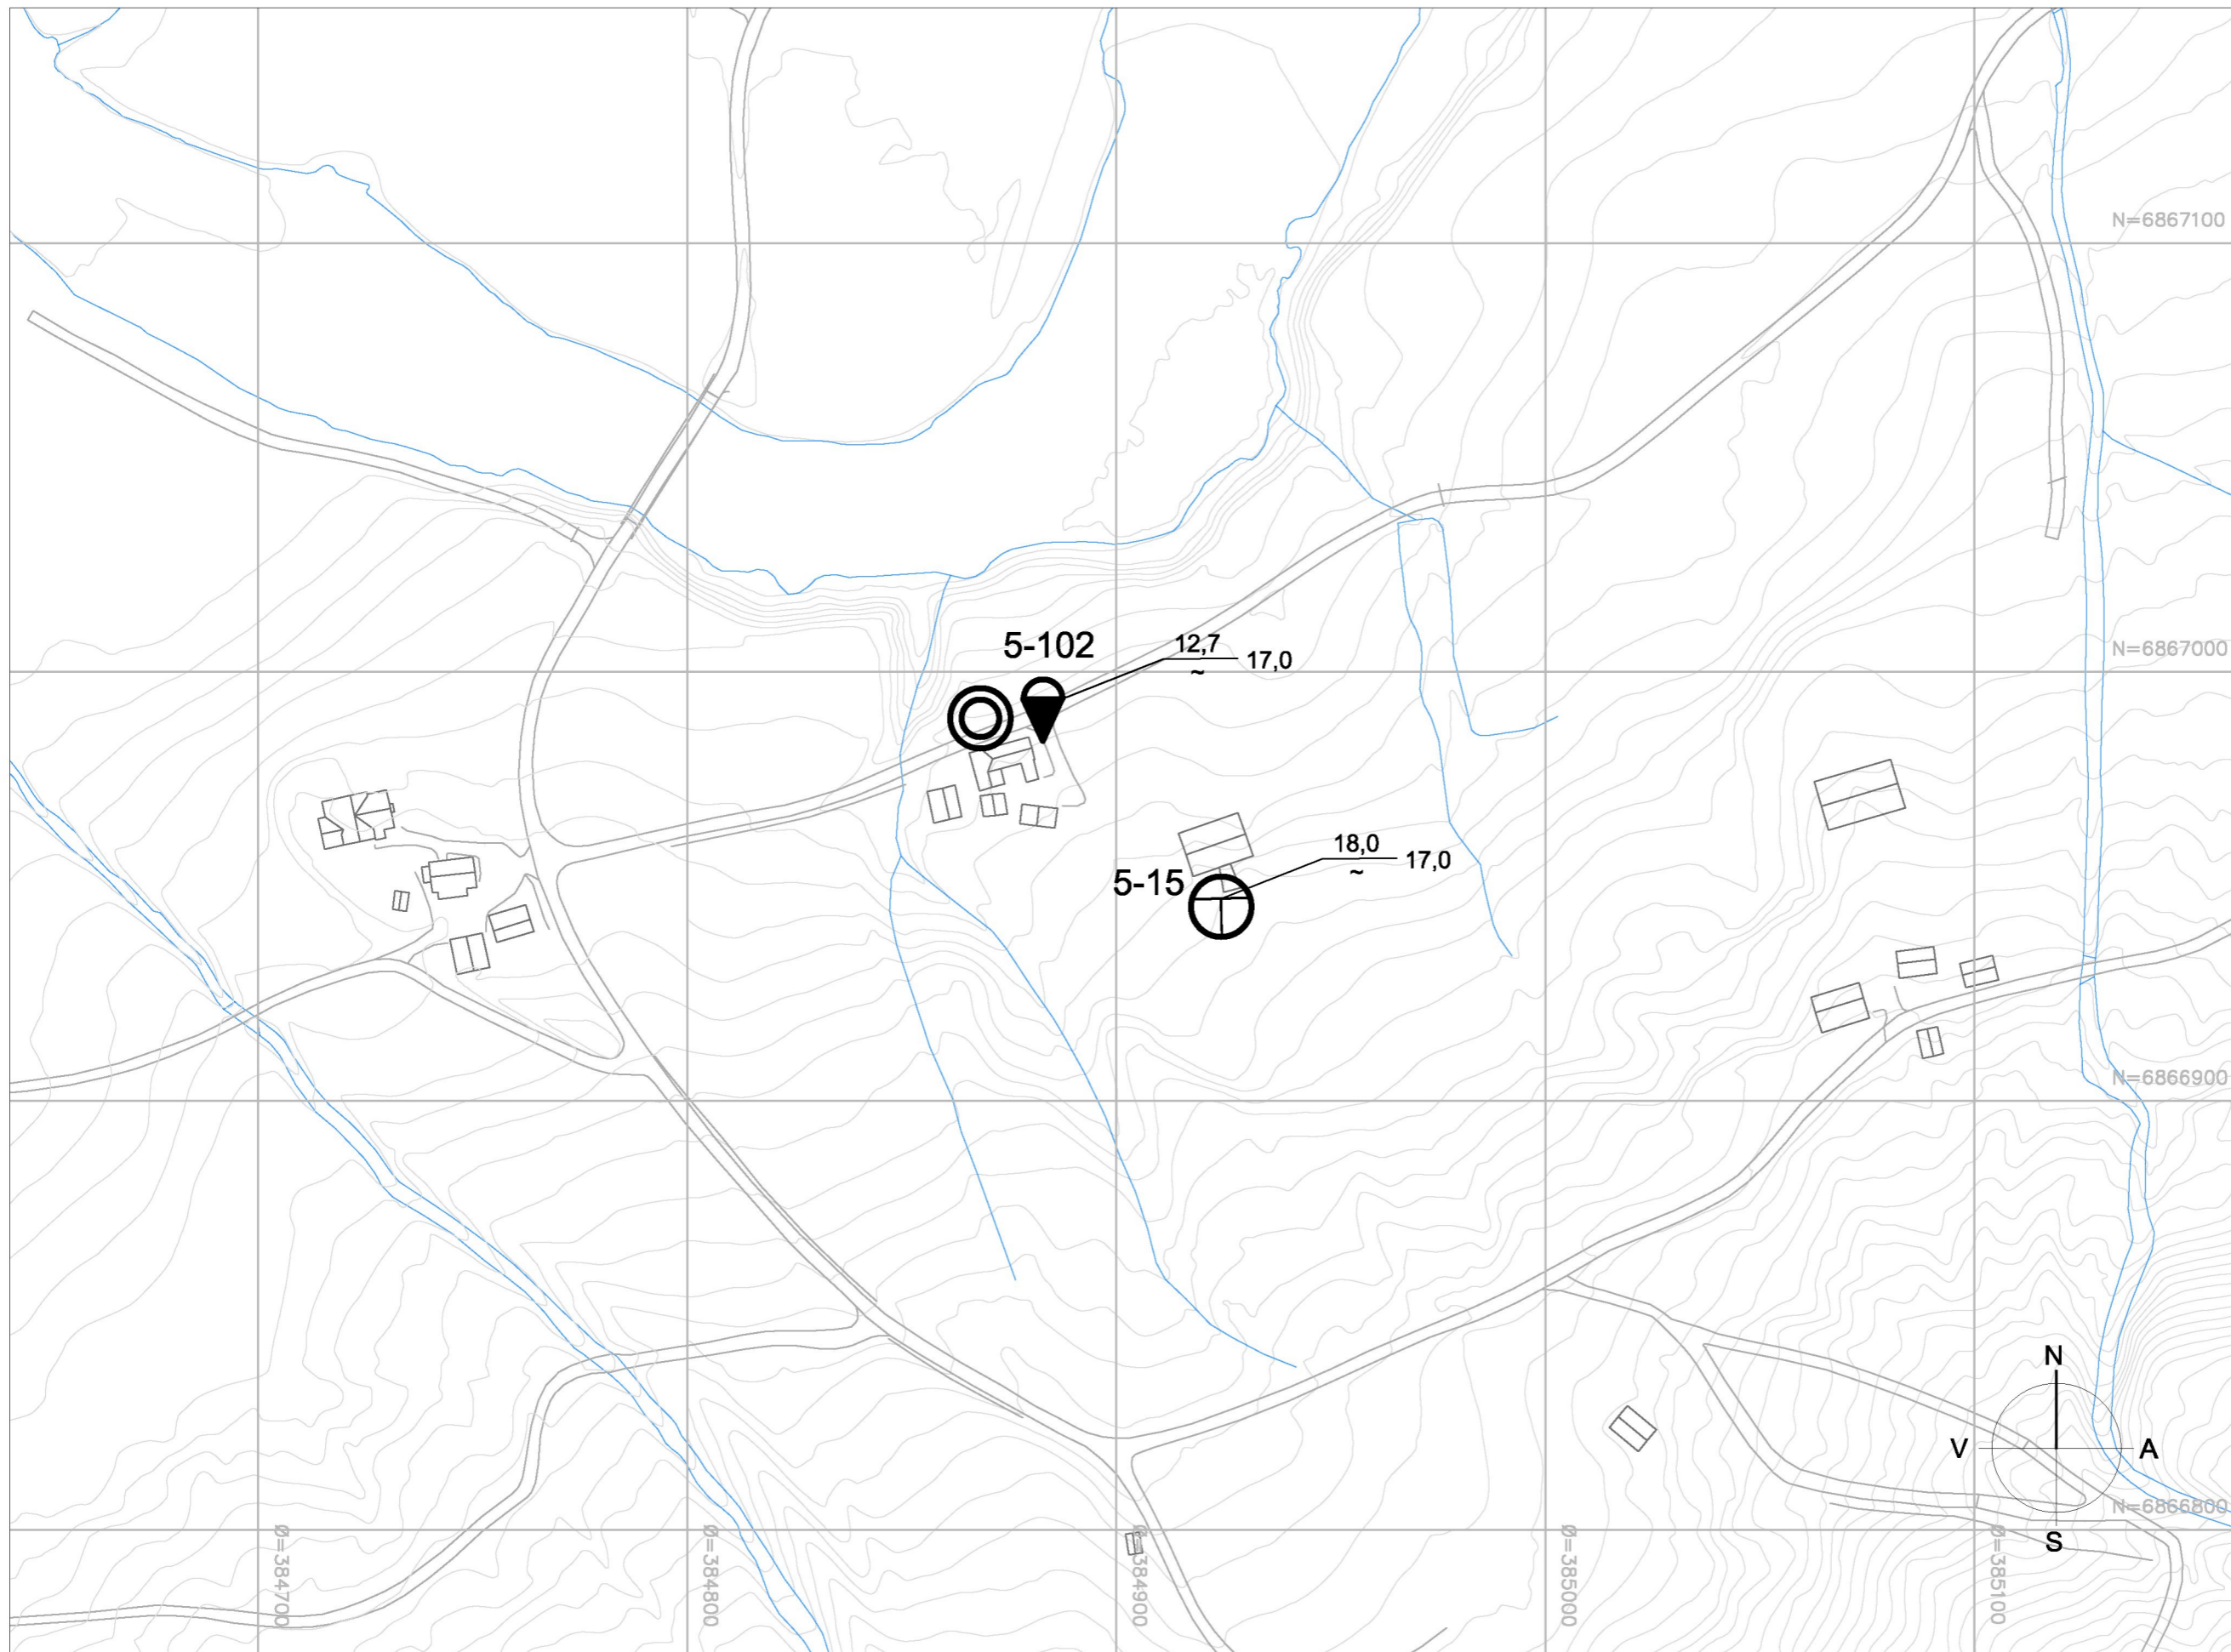 N=6867100
5-102
12,7
~
17,0
N=6867000
18,0
~
17,0
5-15
N=6866900
N
V
A
N=6866800
S
Ø=384700
Ø=384800
Ø=384900
Ø=385000
Ø=385100